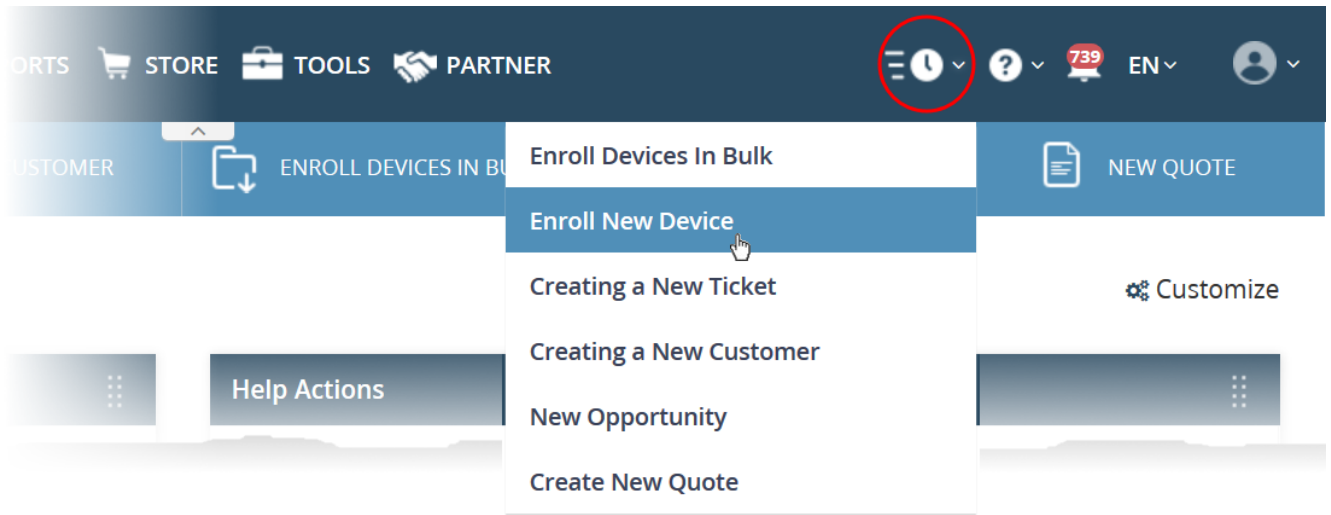 ORTS STORE TOOLS PARTNER 739 EN
USTOMER ENROLL DEVICES IN BU NEW QUOTE
Enroll Devices In Bulk
Enroll New Device
Creating a New Ticket
Customize
Creating a New Customer
Help Actions
New Opportunity
Create New Quote